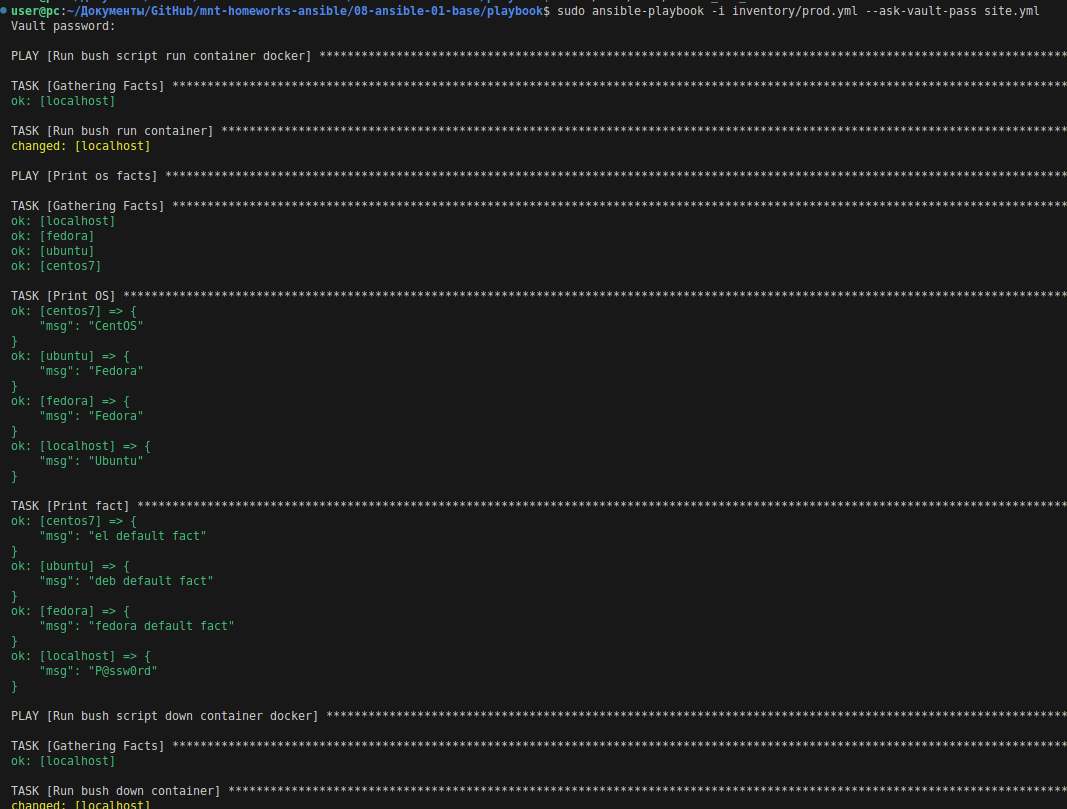 user@pc:~/Документы/GitHub/mnt-homeworks-ansible/08-ansible-01-base/playbook$ sudo ansible-playbook -i inventory/prod.yml --ask-vault-pass site.yml
Vault password:
PLAY [Run bush script run container docker] ***********************************************************************************************************
TASK [Gathering Facts] ********************************************************************************************************************************
ok: [localhost]
TASK [Run bush run container] *************************************************************************************************************************
changed: [localhost]
PLAY [Print os facts] *********************************************************************************************************************************
TASK [Gathering Facts] ********************************************************************************************************************************
ok: [localhost]
ok: [fedora]
ok: [ubuntu]
ok: [centos7]
TASK [Print OS] ***************************************************************************************************************************************
ok: [centos7] => {
    "msg": "CentOS"
}
ok: [ubuntu] => {
    "msg": "Fedora"
}
ok: [fedora] => {
    "msg": "Fedora"
}
ok: [localhost] => {
    "msg": "Ubuntu"
}
TASK [Print fact] *************************************************************************************************************************************
ok: [centos7] => {
    "msg": "el default fact"
}
ok: [ubuntu] => {
    "msg": "deb default fact"
}
ok: [fedora] => {
    "msg": "fedora default fact"
}
ok: [localhost] => {
    "msg": "P@ssw0rd"
}
PLAY [Run bush script down container docker] **********************************************************************************************************
TASK [Gathering Facts] ********************************************************************************************************************************
ok: [localhost]
TASK [Run bush down container] ************************************************************************************************************************
changed: [localhost]